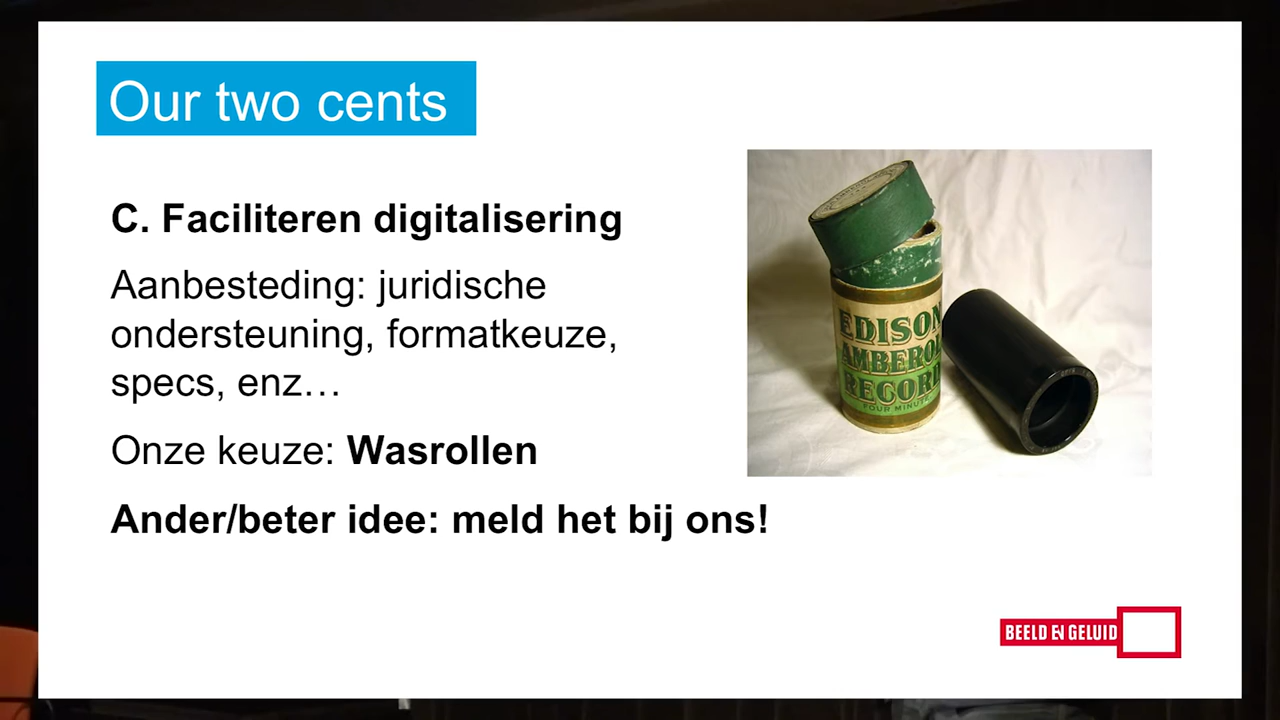 Our two cents
C. Faciliteren digitalisering
Aanbesteding: juridische
ondersteuning, formatkeuze,
specs, enz…
Onze keuze: Wasrollen
Ander/beter idee: meld het bij ons!
EDISON
AMBEROL
RECORD
FOUR MINUTE
BEELD EN GELUID